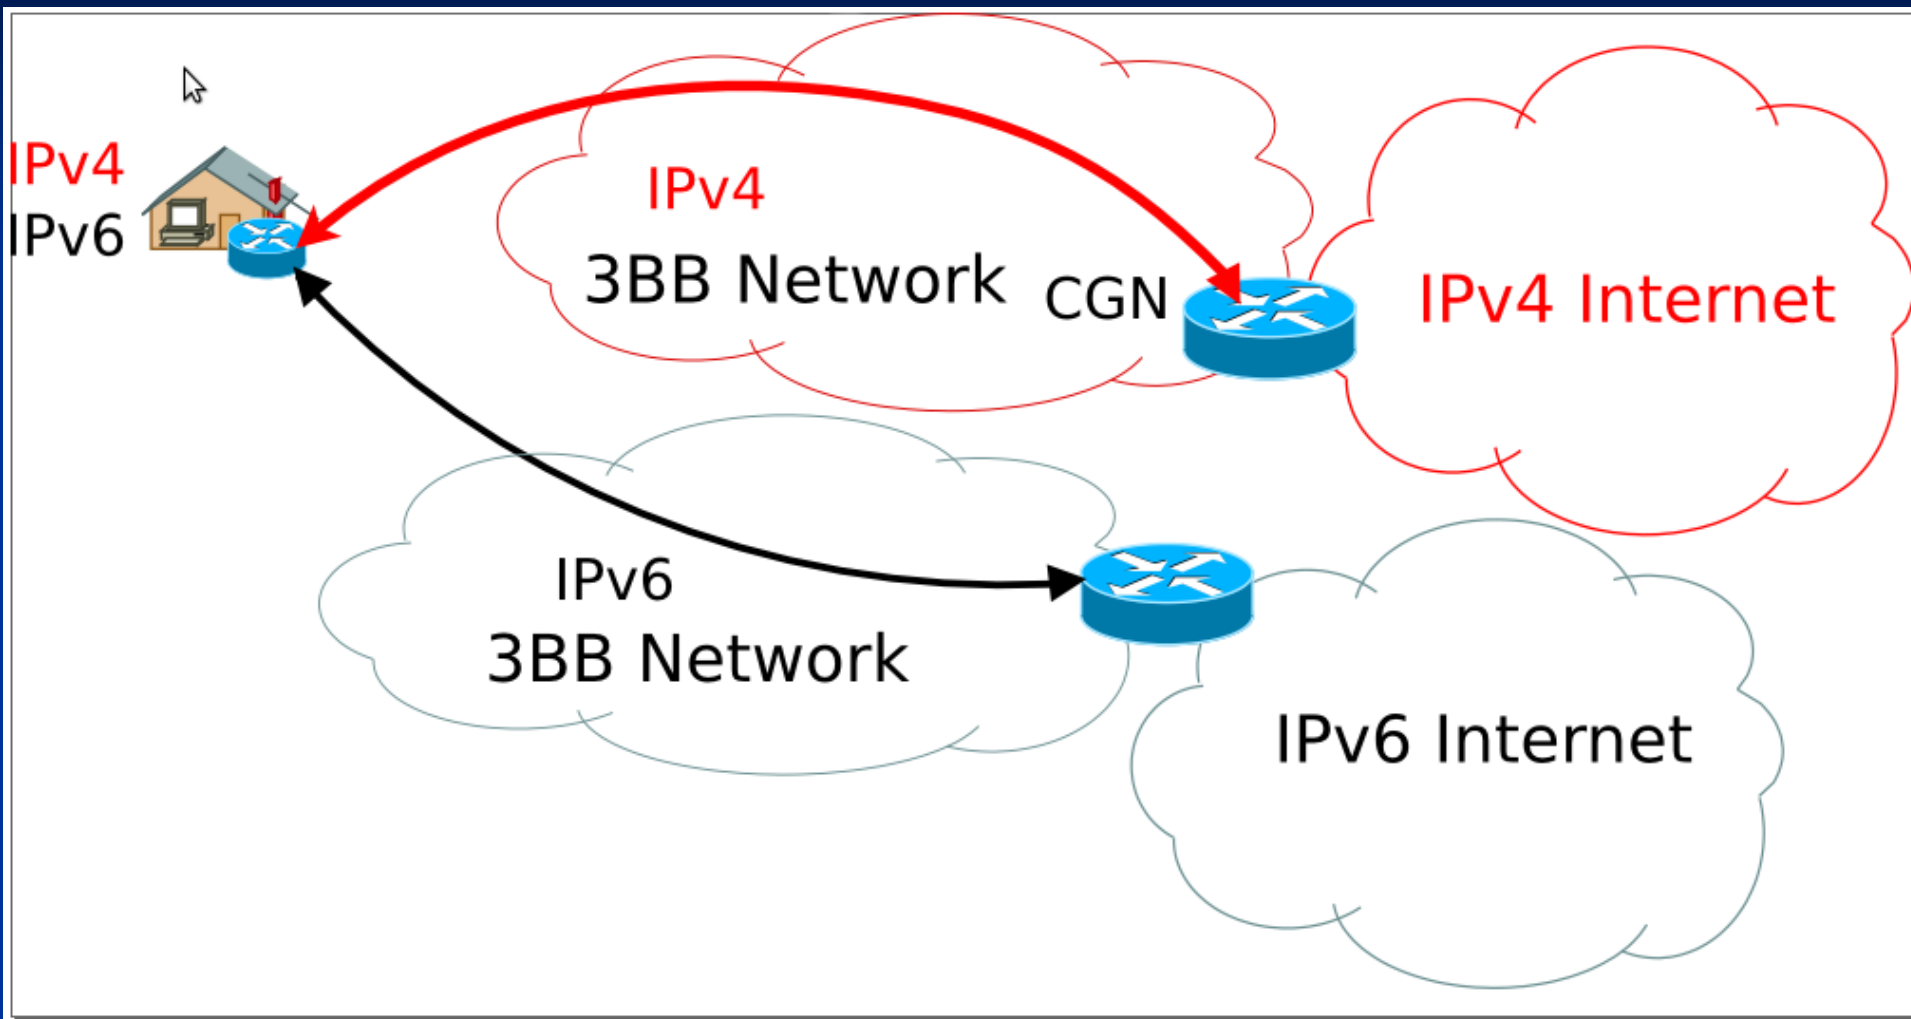 IPv4
IPv6
IPv4
3BB Network
CGN
IPv4 Internet
IPv6
3BB Network
IPv6 Internet